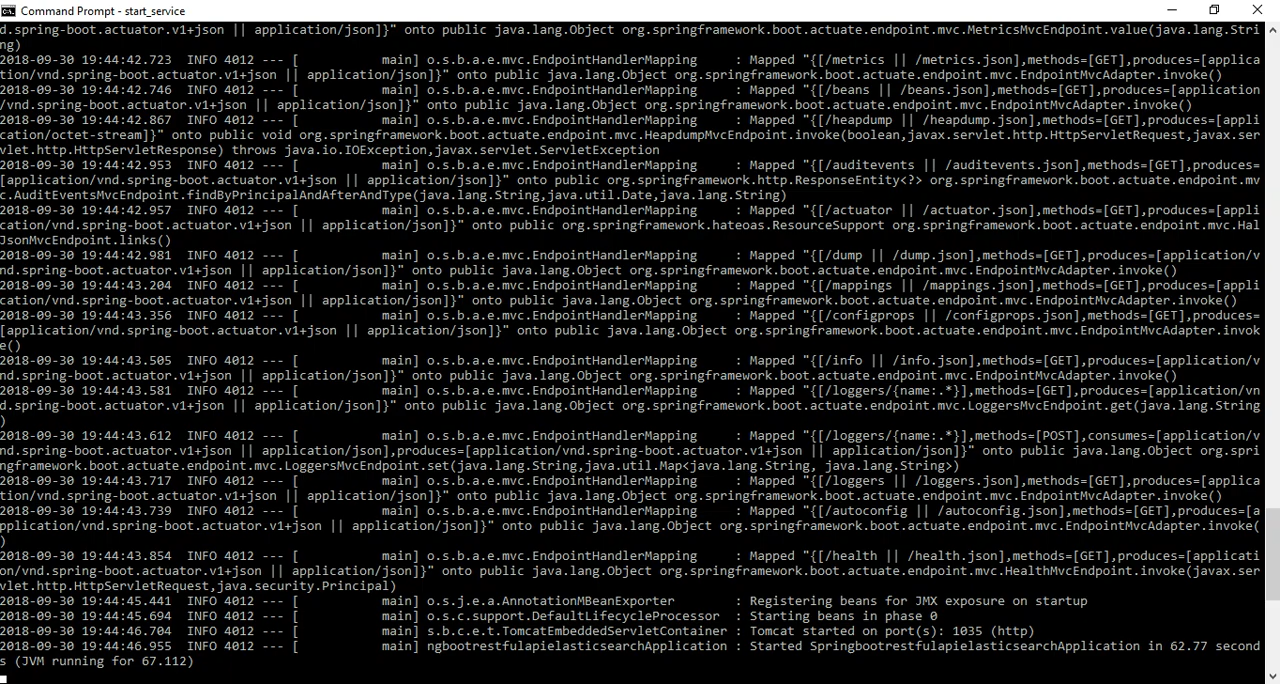 Command Prompt - start_service
d.spring-boot.actuator.v1+json || application/json]}" onto public java.lang.Object org.springframework.boot.actuate.endpoint.mvc.MetricsMvcEndpoint.value(java.lang.Stri
ng)
2018-09-30 19:44:42.723  INFO 4012 --- [           main] o.s.b.a.e.mvc.EndpointHandlerMapping     : Mapped "{[/metrics || /metrics.json],methods=[GET],produces=[applica
tion/vnd.spring-boot.actuator.v1+json || application/json]}" onto public java.lang.Object org.springframework.boot.actuate.endpoint.mvc.EndpointMvcAdapter.invoke()
2018-09-30 19:44:42.746  INFO 4012 --- [           main] o.s.b.a.e.mvc.EndpointHandlerMapping     : Mapped "{[/beans || /beans.json],methods=[GET],produces=[application
/vnd.spring-boot.actuator.v1+json || application/json]}" onto public java.lang.Object org.springframework.boot.actuate.endpoint.mvc.EndpointMvcAdapter.invoke()
2018-09-30 19:44:42.867  INFO 4012 --- [           main] o.s.b.a.e.mvc.EndpointHandlerMapping     : Mapped "{[/heapdump || /heapdump.json],methods=[GET],produces=[appli
cation/octet-stream]}" onto public void org.springframework.boot.actuate.endpoint.mvc.HeapdumpMvcEndpoint.invoke(boolean,javax.servlet.http.HttpServletRequest,javax.ser
vlet.http.HttpServletResponse) throws java.io.IOException,javax.servlet.ServletException
2018-09-30 19:44:42.953  INFO 4012 --- [           main] o.s.b.a.e.mvc.EndpointHandlerMapping     : Mapped "{[/auditevents || /auditevents.json],methods=[GET],produces=
[application/vnd.spring-boot.actuator.v1+json || application/json]}" onto public org.springframework.http.ResponseEntity<?> org.springframework.boot.actuate.endpoint.mv
c.AuditEventsMvcEndpoint.findByPrincipalAndAfterAndType(java.lang.String,java.util.Date,java.lang.String)
2018-09-30 19:44:42.957  INFO 4012 --- [           main] o.s.b.a.e.mvc.EndpointHandlerMapping     : Mapped "{[/actuator || /actuator.json],methods=[GET],produces=[appli
cation/vnd.spring-boot.actuator.v1+json || application/json]}" onto public org.springframework.hateoas.ResourceSupport org.springframework.boot.actuate.endpoint.mvc.Hal
JsonMvcEndpoint.links()
2018-09-30 19:44:42.981  INFO 4012 --- [           main] o.s.b.a.e.mvc.EndpointHandlerMapping     : Mapped "{[/dump || /dump.json],methods=[GET],produces=[application/v
nd.spring-boot.actuator.v1+json || application/json]}" onto public java.lang.Object org.springframework.boot.actuate.endpoint.mvc.EndpointMvcAdapter.invoke()
2018-09-30 19:44:43.204  INFO 4012 --- [           main] o.s.b.a.e.mvc.EndpointHandlerMapping     : Mapped "{[/mappings || /mappings.json],methods=[GET],produces=[appli
cation/vnd.spring-boot.actuator.v1+json || application/json]}" onto public java.lang.Object org.springframework.boot.actuate.endpoint.mvc.EndpointMvcAdapter.invoke()
2018-09-30 19:44:43.356  INFO 4012 --- [           main] o.s.b.a.e.mvc.EndpointHandlerMapping     : Mapped "{[/configprops || /configprops.json],methods=[GET],produces=
[application/vnd.spring-boot.actuator.v1+json || application/json]}" onto public java.lang.Object org.springframework.boot.actuate.endpoint.mvc.EndpointMvcAdapter.invok
e()
2018-09-30 19:44:43.505  INFO 4012 --- [           main] o.s.b.a.e.mvc.EndpointHandlerMapping     : Mapped "{[/info || /info.json],methods=[GET],produces=[application/v
nd.spring-boot.actuator.v1+json || application/json]}" onto public java.lang.Object org.springframework.boot.actuate.endpoint.mvc.EndpointMvcAdapter.invoke()
2018-09-30 19:44:43.581  INFO 4012 --- [           main] o.s.b.a.e.mvc.EndpointHandlerMapping     : Mapped "{[/loggers/{name:.*}],methods=[GET],produces=[application/vn
d.spring-boot.actuator.v1+json || application/json]}" onto public java.lang.Object org.springframework.boot.actuate.endpoint.mvc.LoggersMvcEndpoint.get(java.lang.String
)
2018-09-30 19:44:43.612  INFO 4012 --- [           main] o.s.b.a.e.mvc.EndpointHandlerMapping     : Mapped "{[/loggers/{name:.*}],methods=[POST],consumes=[application/v
nd.spring-boot.actuator.v1+json || application/json],produces=[application/vnd.spring-boot.actuator.v1+json || application/json]}" onto public java.lang.Object org.spri
ngframework.boot.actuate.endpoint.mvc.LoggersMvcEndpoint.set(java.lang.String,java.util.Map<java.lang.String, java.lang.String>)
2018-09-30 19:44:43.717  INFO 4012 --- [           main] o.s.b.a.e.mvc.EndpointHandlerMapping     : Mapped "{[/loggers || /loggers.json],methods=[GET],produces=[applica
tion/vnd.spring-boot.actuator.v1+json || application/json]}" onto public java.lang.Object org.springframework.boot.actuate.endpoint.mvc.EndpointMvcAdapter.invoke()
2018-09-30 19:44:43.739  INFO 4012 --- [           main] o.s.b.a.e.mvc.EndpointHandlerMapping     : Mapped "{[/autoconfig || /autoconfig.json],methods=[GET],produces=[a
pplication/vnd.spring-boot.actuator.v1+json || application/json]}" onto public java.lang.Object org.springframework.boot.actuate.endpoint.mvc.EndpointMvcAdapter.invoke(
)
2018-09-30 19:44:43.854  INFO 4012 --- [           main] o.s.b.a.e.mvc.EndpointHandlerMapping     : Mapped "{[/health || /health.json],methods=[GET],produces=[applicati
on/vnd.spring-boot.actuator.v1+json || application/json]}" onto public java.lang.Object org.springframework.boot.actuate.endpoint.mvc.HealthMvcEndpoint.invoke(javax.ser
vlet.http.HttpServletRequest,java.security.Principal)
2018-09-30 19:44:45.441  INFO 4012 --- [           main] o.s.j.e.a.AnnotationMBeanExporter        : Registering beans for JMX exposure on startup
2018-09-30 19:44:45.694  INFO 4012 --- [           main] o.s.c.support.DefaultLifecycleProcessor  : Starting beans in phase 0
2018-09-30 19:44:46.704  INFO 4012 --- [           main] s.b.c.e.t.TomcatEmbeddedServletContainer : Tomcat started on port(s): 1035 (http)
2018-09-30 19:44:46.955  INFO 4012 --- [           main] ngbootrestfulapielasticsearchApplication : Started SpringbootrestfulapielasticsearchApplication in 62.77 second
s (JVM running for 67.112)